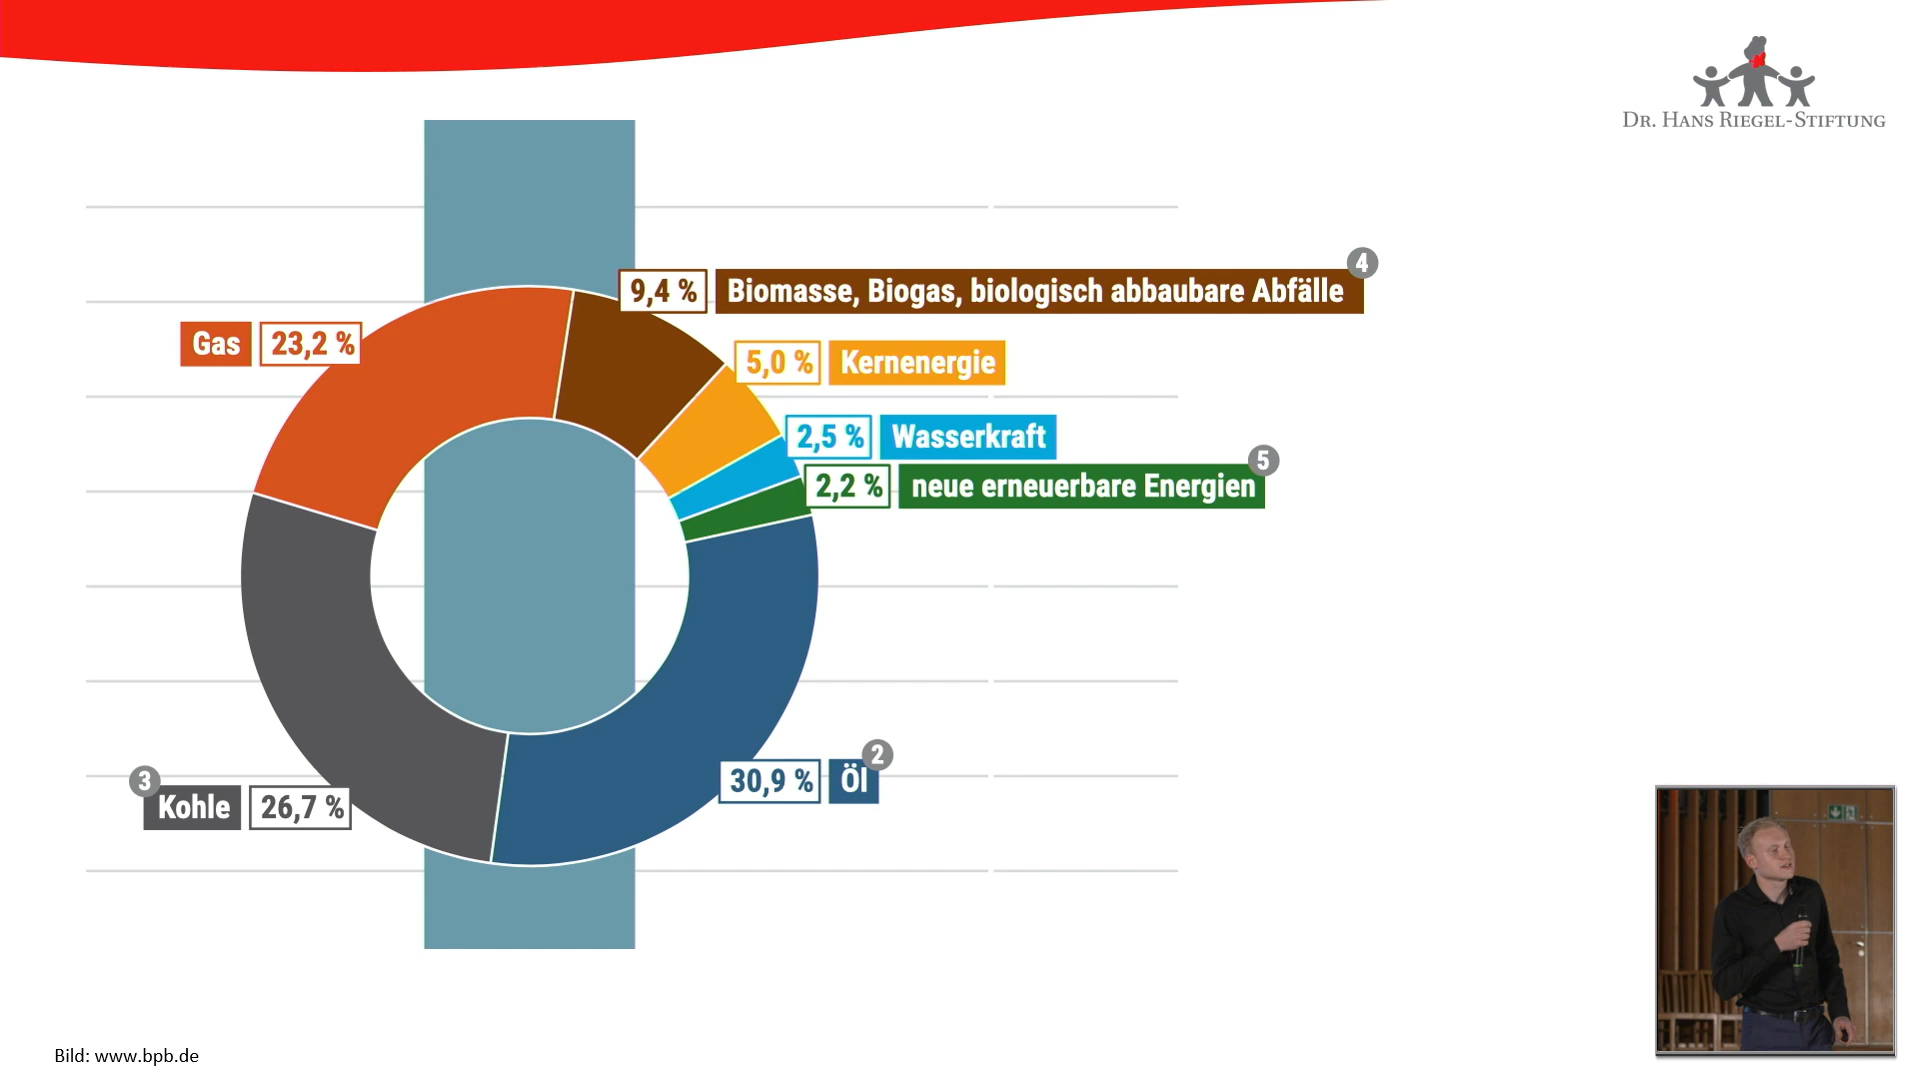 DR. HANS RIEGEL-STIFTUNG
4
9,4 % Biomasse, Biogas, biologisch abbaubare Abfälle
Gas 23,2 %
5,0 % Kernenergie
2,5 % Wasserkraft
5
2,2 % neue erneuerbare Energien
2
30,9 % Öl
3
Kohle 26,7 %
Bild: www.bpb.de